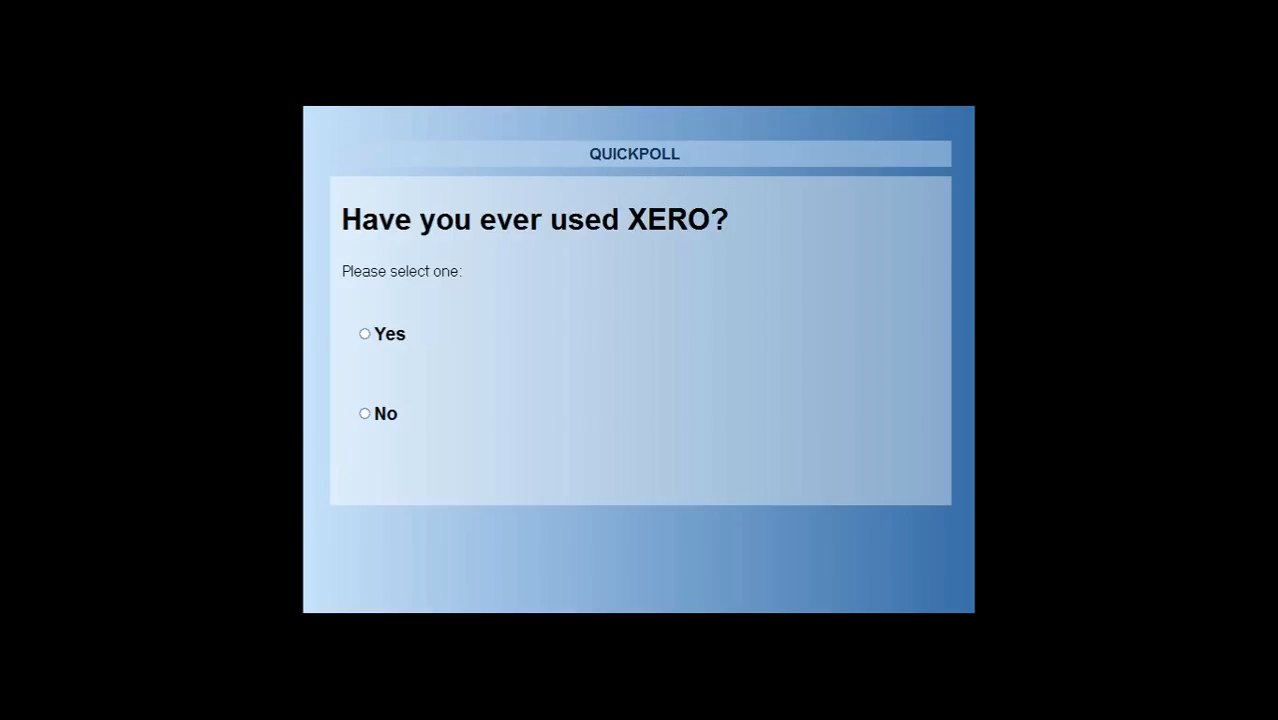 QUICKPOLL
Have you ever used XERO?
Please select one:
Yes
No